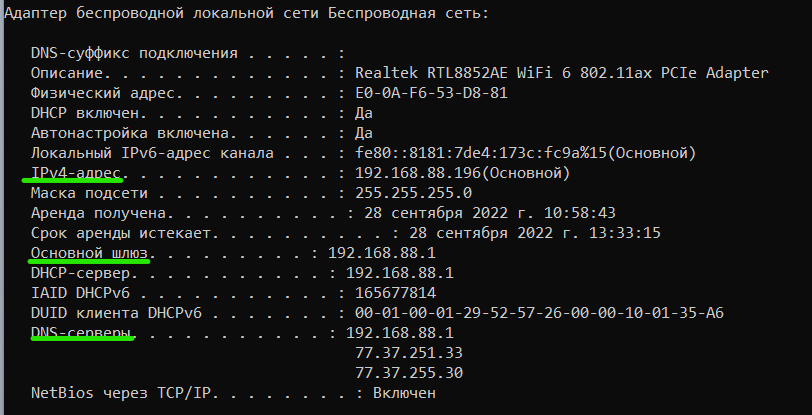 Адаптер беспроводной локальной сети Беспроводная сеть:
DNS-суффикс подключения . . . . . :
Описание. . . . . . . . . . . . . : Realtek RTL8852AE WiFi 6 802.11ax PCIe Adapter
Физический адрес. . . . . . . . . : E0-0A-F6-53-D8-81
DHCP включен. . . . . . . . . . . : Да
Автонастройка включена. . . . . . : Да
Локальный IPv6-адрес канала . . . : fe80::8181:7de4:173c:fc9a%15(Основной)
IPv4-адрес. . . . . . . . . . . . : 192.168.88.196(Основной)
Маска подсети . . . . . . . . . . : 255.255.255.0
Аренда получена. . . . . . . . . . : 28 сентября 2022 г. 10:58:43
Срок аренды истекает. . . . . . . . . . : 28 сентября 2022 г. 13:33:15
Основной шлюз. . . . . . . . . : 192.168.88.1
DHCP-сервер. . . . . . . . . . . : 192.168.88.1
IAID DHCPv6 . . . . . . . . . . . : 165677814
DUID клиента DHCPv6 . . . . . . . : 00-01-00-01-29-52-57-26-00-00-10-01-35-A6
DNS-серверы. . . . . . . . . . . : 192.168.88.1
77.37.251.33
77.37.255.30
NetBios через TCP/IP. . . . . . . . : Включен